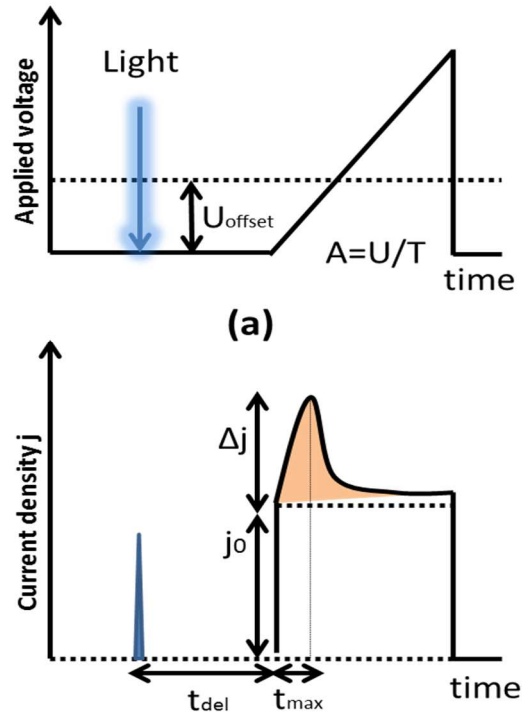 Applied voltage
Light
Uoffset
A=U/T
time
(a)
Current density j
Δj
j0
time
tdel
tmax